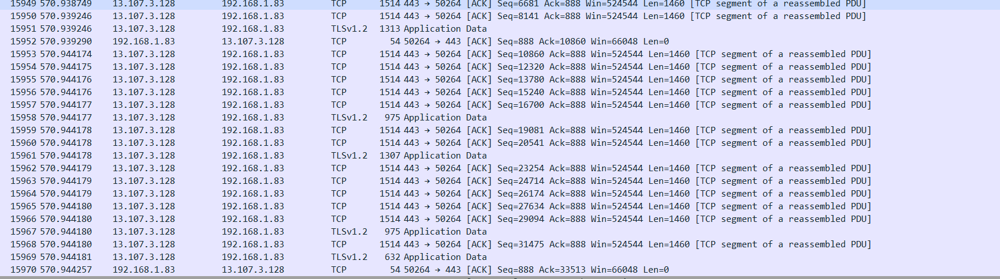 15949 570.938749 13.107.3.128 192.168.1.83 TCP 1514 443 → 50264 [ACK] Seq=6681 Ack=888 Win=524544 Len=1460 [TCP segment of a reassembled PDU]
15950 570.939246 13.107.3.128 192.168.1.83 TCP 1514 443 → 50264 [ACK] Seq=8141 Ack=888 Win=524544 Len=1460 [TCP segment of a reassembled PDU]
15951 570.939246 13.107.3.128 192.168.1.83 TLSv1.2 1313 Application Data
15952 570.939290 192.168.1.83 13.107.3.128 TCP 54 50264 → 443 [ACK] Seq=888 Ack=10860 Win=66048 Len=0
15953 570.944174 13.107.3.128 192.168.1.83 TCP 1514 443 → 50264 [ACK] Seq=10860 Ack=888 Win=524544 Len=1460 [TCP segment of a reassembled PDU]
15954 570.944175 13.107.3.128 192.168.1.83 TCP 1514 443 → 50264 [ACK] Seq=12320 Ack=888 Win=524544 Len=1460 [TCP segment of a reassembled PDU]
15955 570.944176 13.107.3.128 192.168.1.83 TCP 1514 443 → 50264 [ACK] Seq=13780 Ack=888 Win=524544 Len=1460 [TCP segment of a reassembled PDU]
15956 570.944176 13.107.3.128 192.168.1.83 TCP 1514 443 → 50264 [ACK] Seq=15240 Ack=888 Win=524544 Len=1460 [TCP segment of a reassembled PDU]
15957 570.944177 13.107.3.128 192.168.1.83 TCP 1514 443 → 50264 [ACK] Seq=16700 Ack=888 Win=524544 Len=1460 [TCP segment of a reassembled PDU]
15958 570.944177 13.107.3.128 192.168.1.83 TLSv1.2 975 Application Data
15959 570.944178 13.107.3.128 192.168.1.83 TCP 1514 443 → 50264 [ACK] Seq=19081 Ack=888 Win=524544 Len=1460 [TCP segment of a reassembled PDU]
15960 570.944178 13.107.3.128 192.168.1.83 TCP 1514 443 → 50264 [ACK] Seq=20541 Ack=888 Win=524544 Len=1460 [TCP segment of a reassembled PDU]
15961 570.944178 13.107.3.128 192.168.1.83 TLSv1.2 1307 Application Data
15962 570.944179 13.107.3.128 192.168.1.83 TCP 1514 443 → 50264 [ACK] Seq=23254 Ack=888 Win=524544 Len=1460 [TCP segment of a reassembled PDU]
15963 570.944179 13.107.3.128 192.168.1.83 TCP 1514 443 → 50264 [ACK] Seq=24714 Ack=888 Win=524544 Len=1460 [TCP segment of a reassembled PDU]
15964 570.944179 13.107.3.128 192.168.1.83 TCP 1514 443 → 50264 [ACK] Seq=26174 Ack=888 Win=524544 Len=1460 [TCP segment of a reassembled PDU]
15965 570.944180 13.107.3.128 192.168.1.83 TCP 1514 443 → 50264 [ACK] Seq=27634 Ack=888 Win=524544 Len=1460 [TCP segment of a reassembled PDU]
15966 570.944180 13.107.3.128 192.168.1.83 TCP 1514 443 → 50264 [ACK] Seq=29094 Ack=888 Win=524544 Len=1460 [TCP segment of a reassembled PDU]
15967 570.944180 13.107.3.128 192.168.1.83 TLSv1.2 975 Application Data
15968 570.944180 13.107.3.128 192.168.1.83 TCP 1514 443 → 50264 [ACK] Seq=31475 Ack=888 Win=524544 Len=1460 [TCP segment of a reassembled PDU]
15969 570.944181 13.107.3.128 192.168.1.83 TLSv1.2 632 Application Data
15970 570.944257 192.168.1.83 13.107.3.128 TCP 54 50264 → 443 [ACK] Seq=888 Ack=33513 Win=66048 Len=0